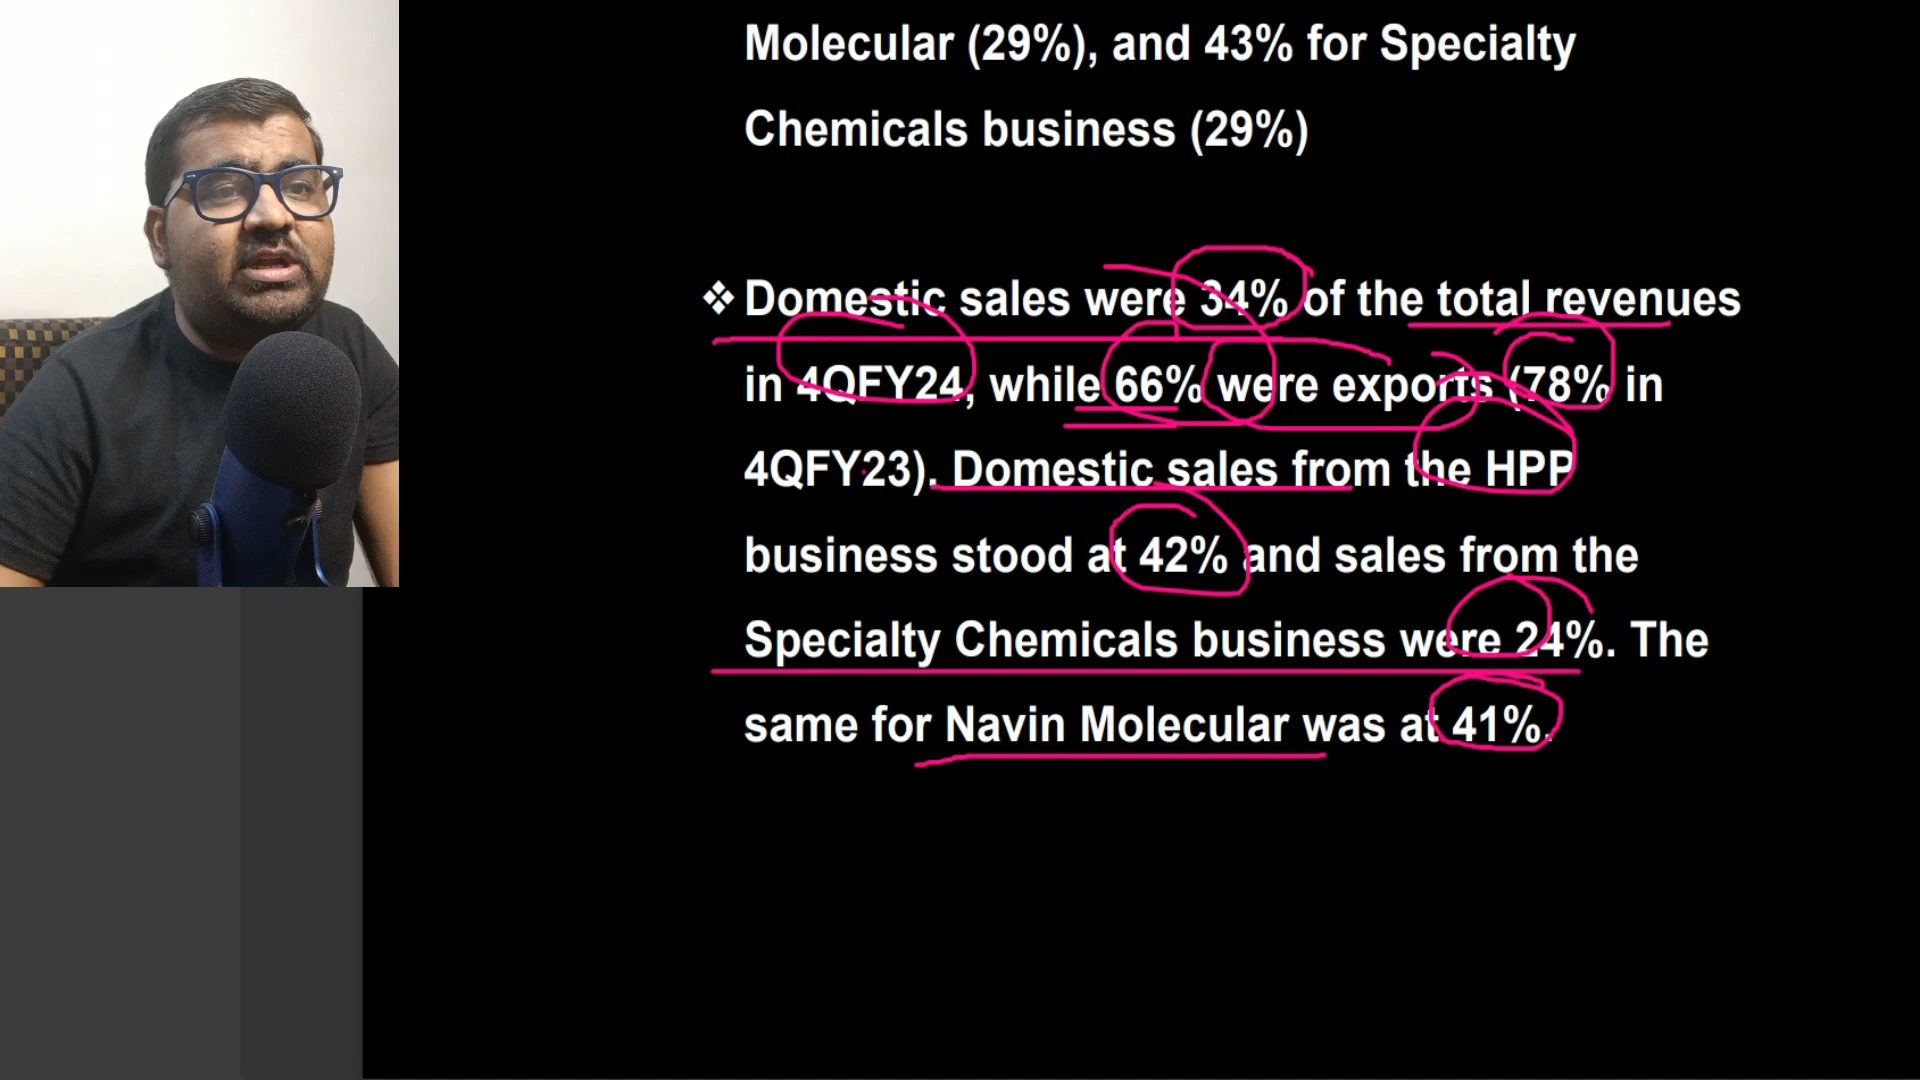 Molecular (29%), and 43% for Specialty
Chemicals business (29%)
❖ Domestic sales were 34% of the total revenues
in 4QFY24, while 66% were exports (78% in
4QFY23). Domestic sales from the HPP
business stood at 42% and sales from the
Specialty Chemicals business were 24%. The
same for Navin Molecular was at 41%.